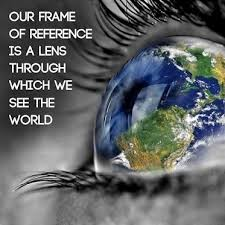 OUR FRAME
OF REFERENCE
IS A LENS
THROUGH
WHICH WE
SEE THE
WORLD